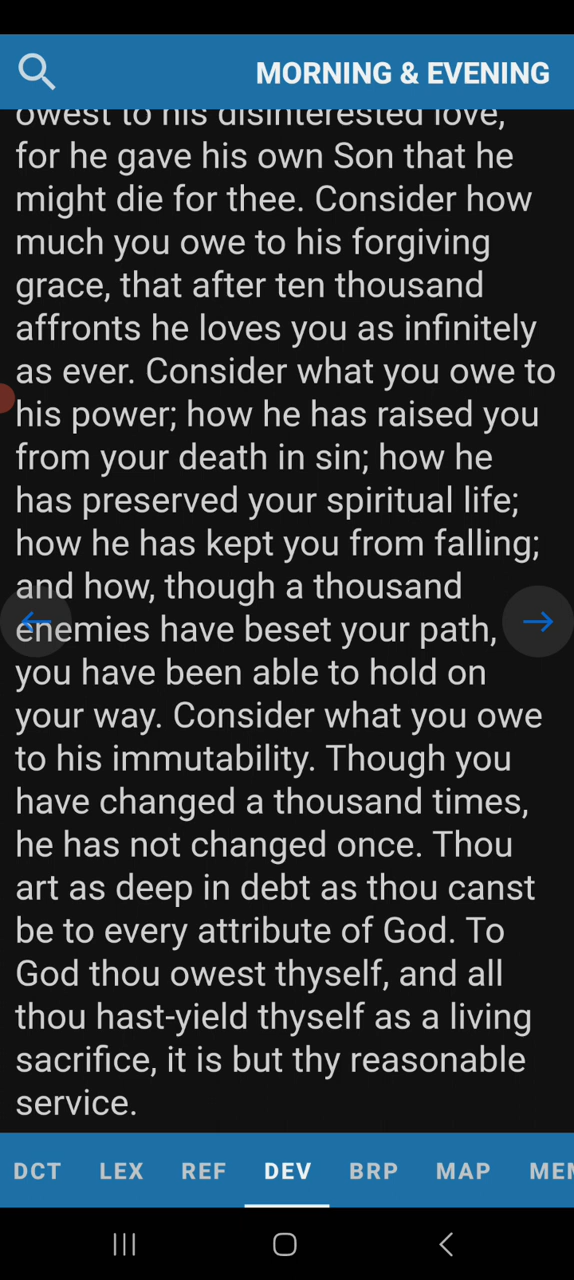 MORNING & EVENING
owest to his disinterested love,
for he gave his own Son that he
might die for thee. Consider how
much you owe to his forgiving
grace, that after ten thousand
affronts he loves you as infinitely
as ever. Consider what you owe to
his power; how he has raised you
from your death in sin; how he
has preserved your spiritual life;
how he has kept you from falling;
and how, though a thousand
enemies have beset your path,
you have been able to hold on
your way. Consider what you owe
to his immutability. Though you
have changed a thousand times,
he has not changed once. Thou
art as deep in debt as thou canst
be to every attribute of God. To
God thou owest thyself, and all
thou hast-yield thyself as a living
sacrifice, it is but thy reasonable
service.
DCT LEX REF DEV BRP MAP MEM